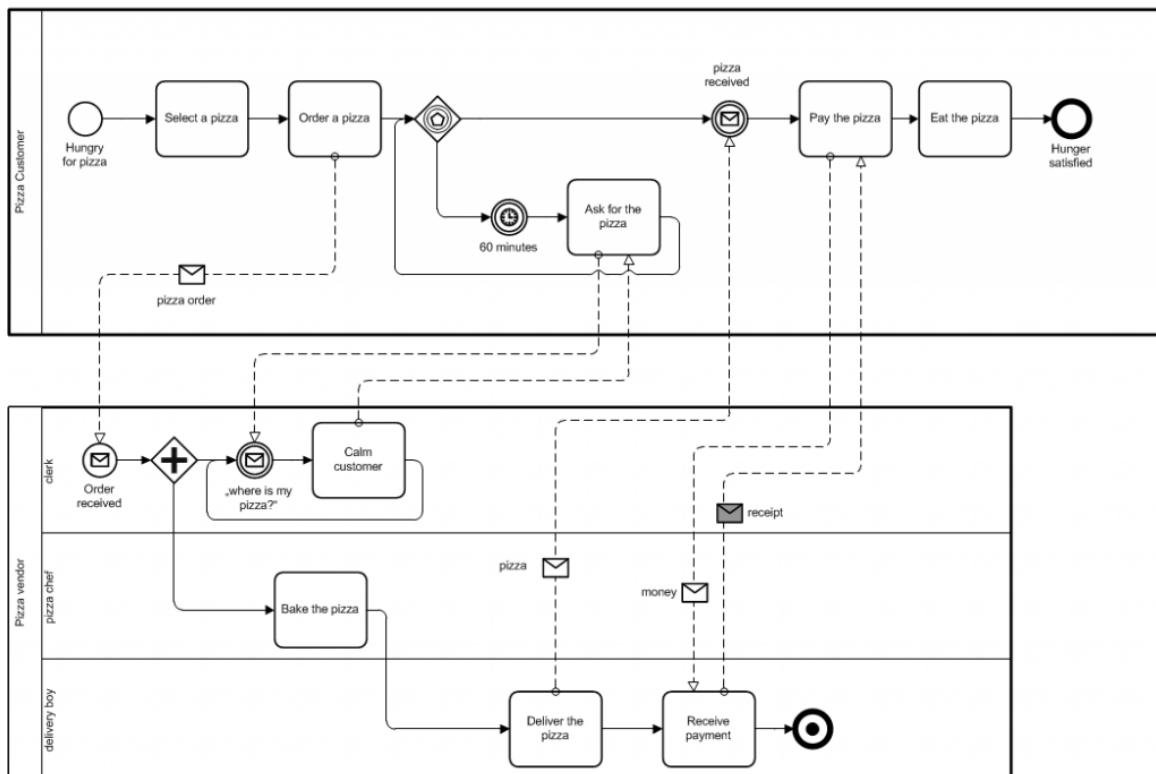 Pizza Customer
Hungry
for pizza
Select a pizza
Order a pizza
pizza
received
Pay the pizza
Eat the pizza
Hunger
satisfied
60 minutes
Ask for the
pizza
pizza order
Pizza vendor
clerk
Order
received
„where is my
pizza?“
Calm
customer
receipt
pizza chef
Bake the pizza
pizza
money
delivery boy
Deliver the
pizza
Receive
payment